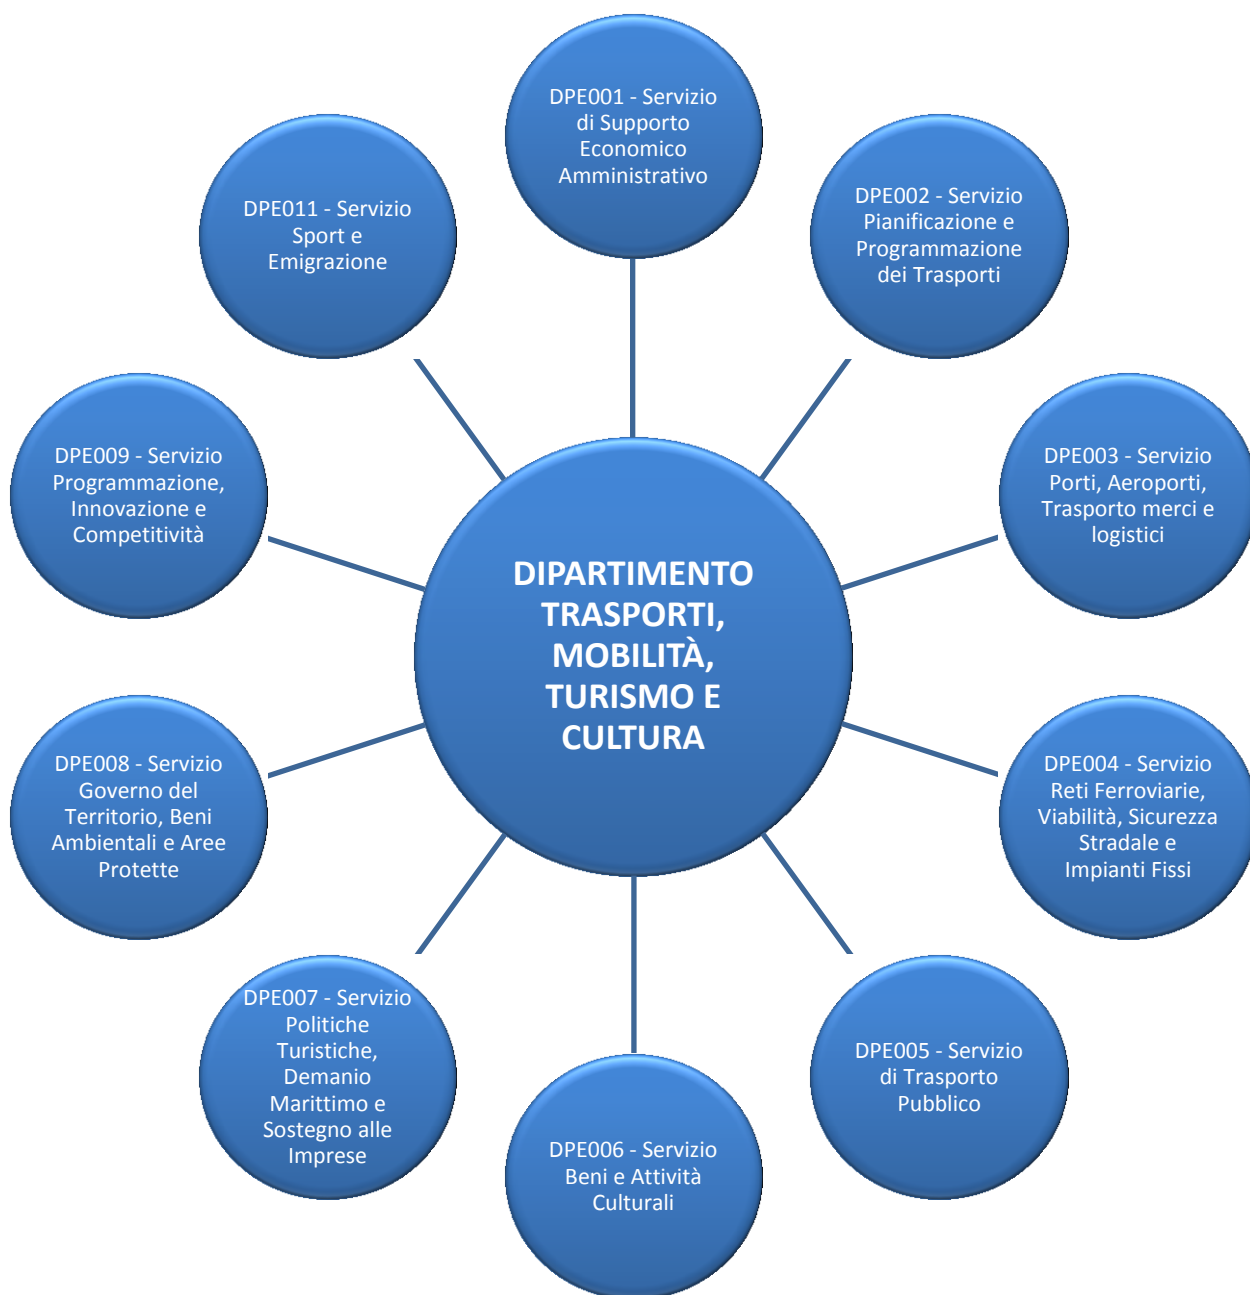 DPE001 - Servizio
di Supporto
Economico
Amministrativo
DPE002 - Servizio
Pianificazione e
Programmazione
dei Trasporti
DPE003 - Servizio
Porti, Aeroporti,
Trasporto merci e
logistici
DPE004 - Servizio
Reti Ferroviarie,
Viabilità, Sicurezza
Stradale e
Impianti Fissi
DPE005 - Servizio
di Trasporto
Pubblico
DPE006 - Servizio
Beni e Attività
Culturali
DPE007 - Servizio
Politiche
Turistiche,
Demanio
Marittimo e
Sostegno alle
Imprese
DPE008 - Servizio
Governo del
Territorio, Beni
Ambientali e Aree
Protette
DPE009 - Servizio
Programmazione,
Innovazione e
Competitività
DPE011 - Servizio
Sport e
Emigrazione
DIPARTIMENTO
TRASPORTI,
MOBILITÀ,
TURISMO E
CULTURA